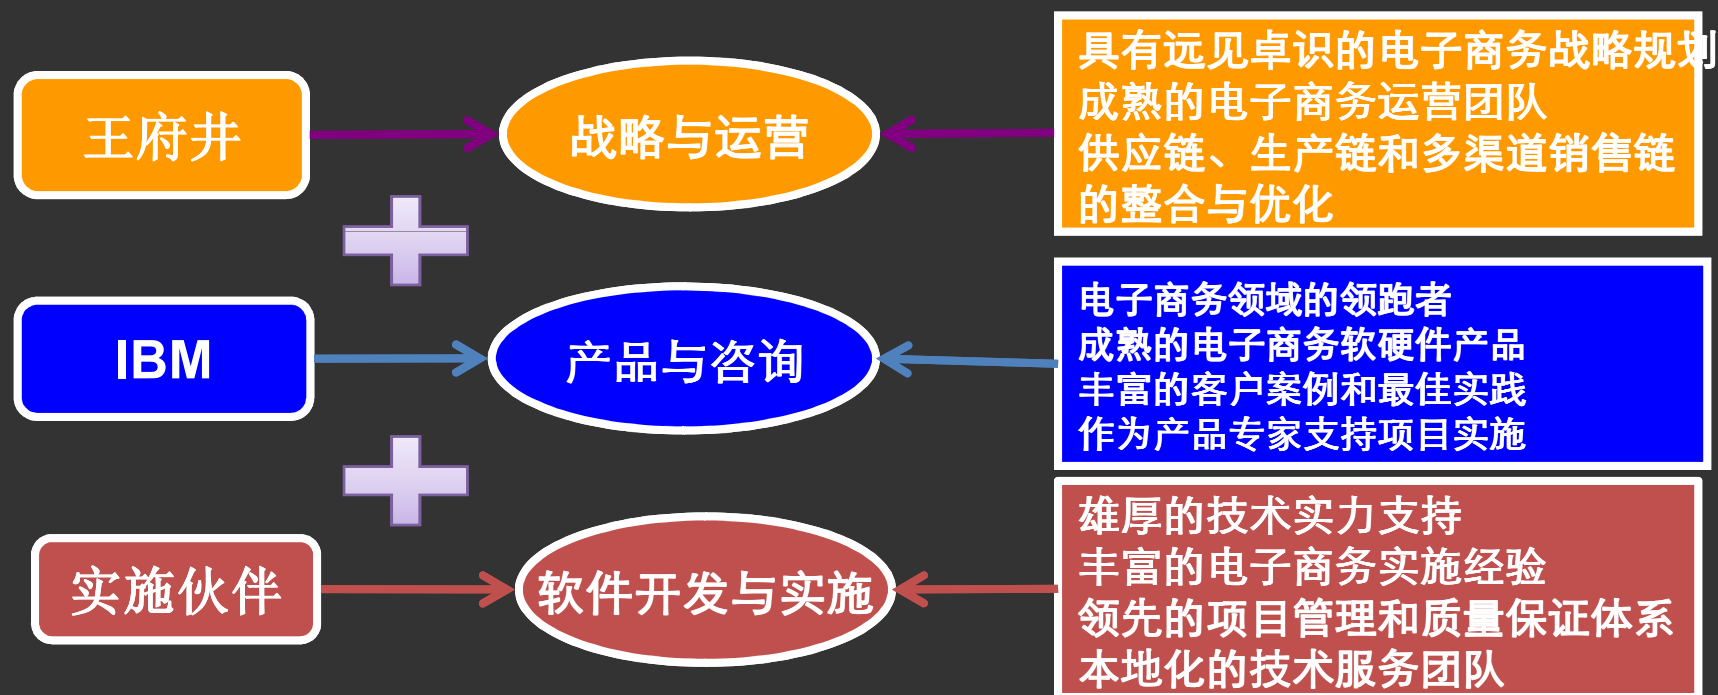 王府井
战略与运营
具有远见卓识的电子商务战略规划
成熟的电子商务运营团队
供应链、生产链和多渠道销售链
的整合与优化
IBM
产品与咨询
电子商务领域的领跑者
成熟的电子商务软硬件产品
丰富的客户案例和最佳实践
作为产品专家支持项目实施
实施伙伴
软件开发与实施
雄厚的技术实力支持
丰富的电子商务实施经验
领先的项目管理和质量保证体系
本地化的技术服务团队